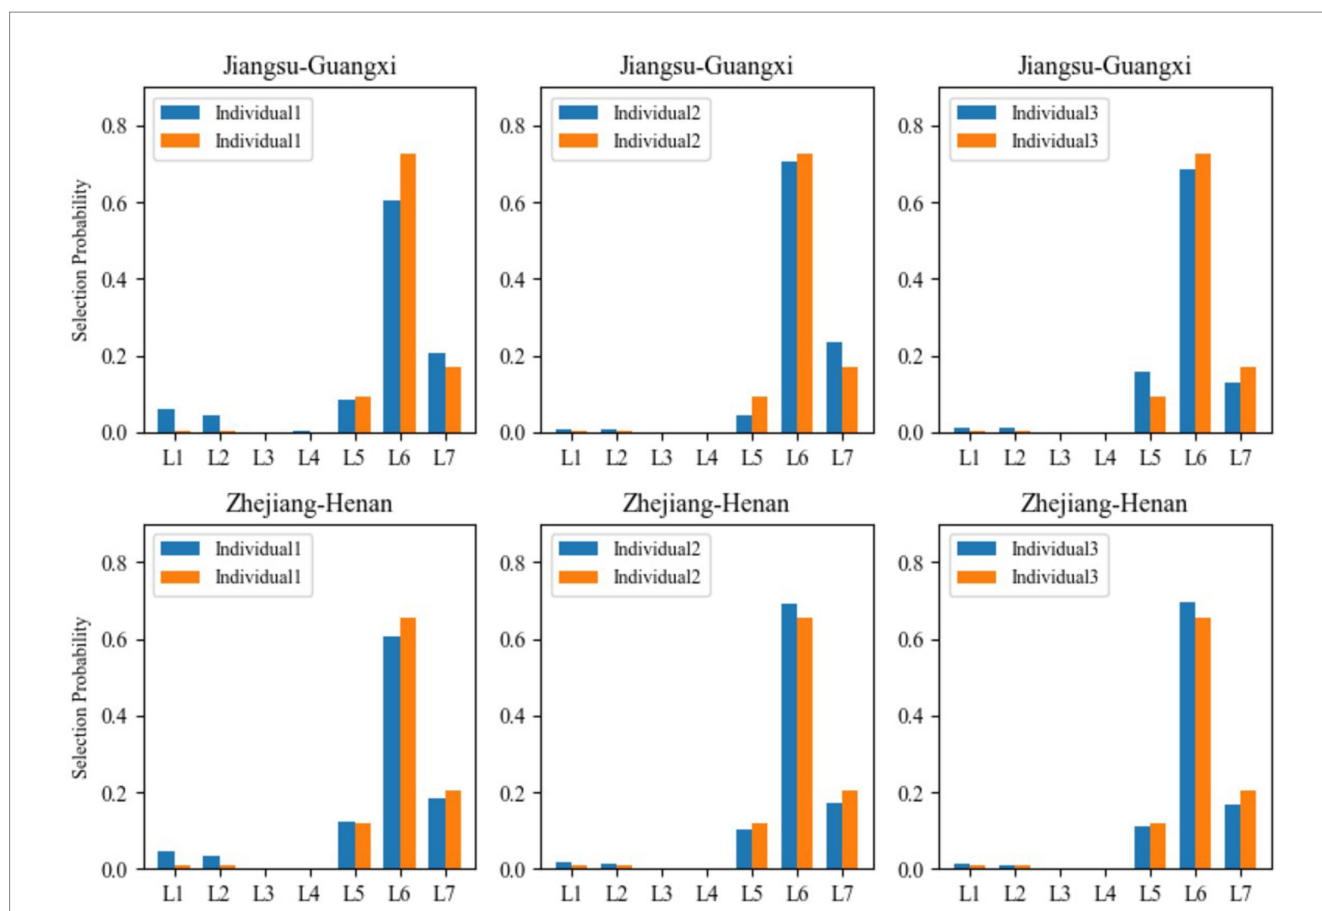 Jiangsu-Guangxi
Jiangsu-Guangxi
Jiangsu-Guangxi
Individual1
Individual1
Individual2
Individual2
Individual3
Individual3
Selection Probability
0.8
0.6
0.4
0.2
0.0
0.8
0.6
0.4
0.2
0.0
0.8
0.6
0.4
0.2
0.0
L1 L2 L3 L4 L5 L6 L7
L1 L2 L3 L4 L5 L6 L7
L1 L2 L3 L4 L5 L6 L7
Zhejiang-Henan
Zhejiang-Henan
Zhejiang-Henan
Individual1
Individual1
Individual2
Individual2
Individual3
Individual3
Selection Probability
0.8
0.6
0.4
0.2
0.0
0.8
0.6
0.4
0.2
0.0
0.8
0.6
0.4
0.2
0.0
L1 L2 L3 L4 L5 L6 L7
L1 L2 L3 L4 L5 L6 L7
L1 L2 L3 L4 L5 L6 L7